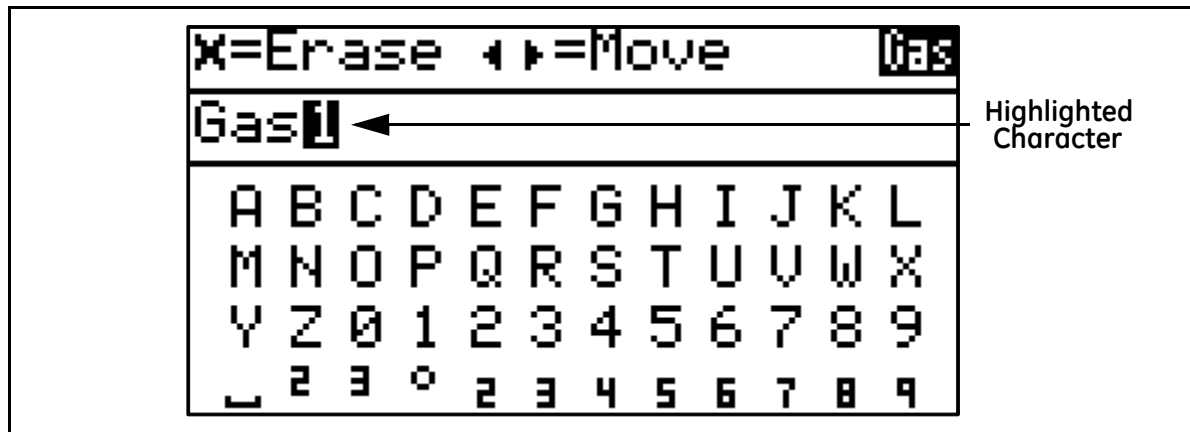 ✖=Erase ◂ ▸=Move Gas
Gas1
Highlighted
Character
A B C D E F G H I J K L
M N O P Q R S T U V W X
Y Z 0 1 2 3 4 5 6 7 8 9
⎵ ² ³ ° ₂ ₃ ₄ ₅ ₆ ₇ ₈ ₉